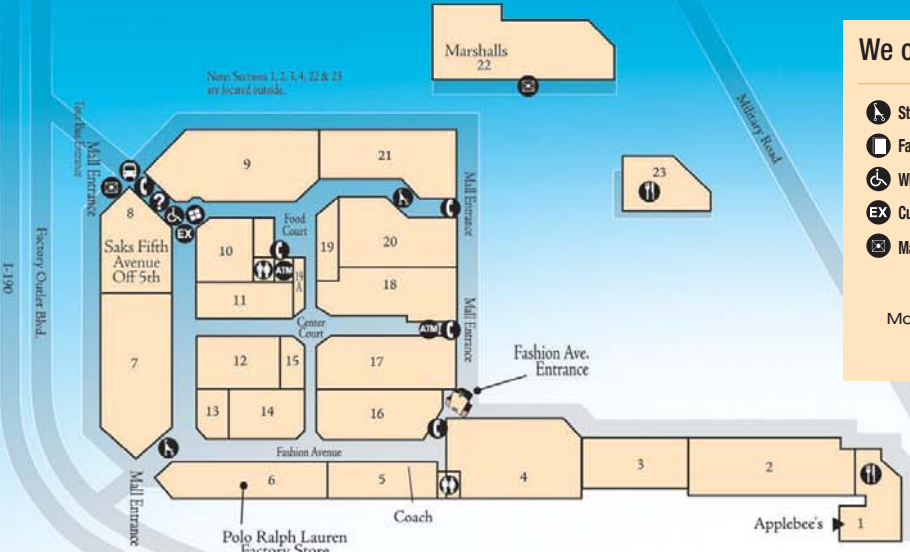 Marshalls
22
Note: Sections 1, 2, 3, 4, 22 & 23
are located outside.
We
Military Road
Tour Bus Entrance
Mall Entrance
9
21
23
Mall Entrance
8
Saks Fifth
Avenue
Off 5th
EX
EX
Food
Court
10
19
20
ATM
19
A
18
11
I-190
Factory Outlet Blvd.
Center
Court
ATM
Mall Entrance
7
12
15
17
Fashion Ave.
Entrance
13
14
16
Fashion Avenue
6
5
4
3
2
Mall Entrance
Coach
Applebee's
1
Polo Ralph Lauren
Factory Store